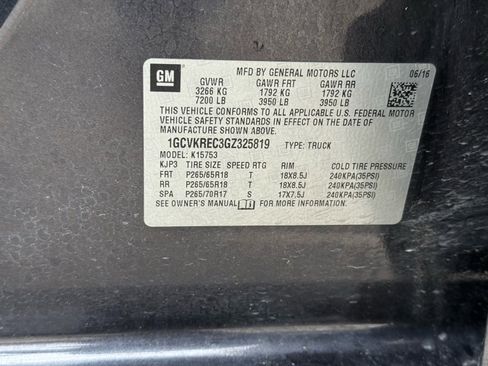 GM
MFD BY GENERAL MOTORS LLC 06/16
GVWR GAWR FRT GAWR RR
3266 KG 1792 KG 1792 KG
7200 LB 3950 LB 3950 LB
THIS VEHICLE CONFORMS TO ALL APPLICABLE U.S. FEDERAL MOTOR
VEHICLE SAFETY STANDARDS IN EFFECT ON THE DATE OF
MANUFACTURE SHOWN ABOVE.
1GCVKREC3GZ325819 TYPE: TRUCK
MODEL: K15753
KJP3 TIRE SIZE SPEED RTG RIM COLD TIRE PRESSURE
FRT P265/65R18 T 18X8.5J 240KPA(35PSI)
RR P265/65R18 T 18X8.5J 240KPA(35PSI)
SPA P265/70R17 S 17X7.5J 240KPA(35PSI)
SEE OWNER'S MANUAL FOR MORE INFORMATION